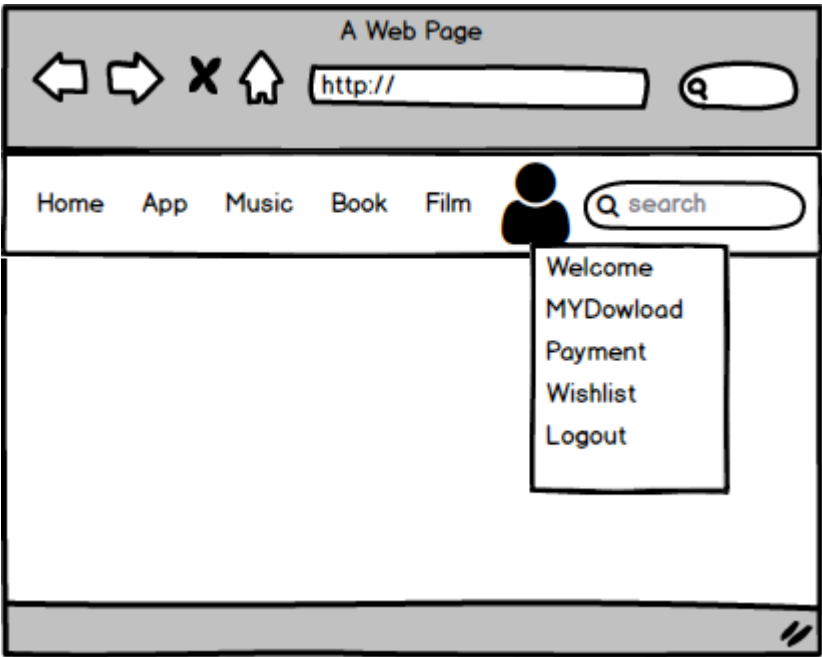 A Web Page
http://
Home App Music Book Film search
Welcome
MYDowload
Payment
Wishlist
Logout